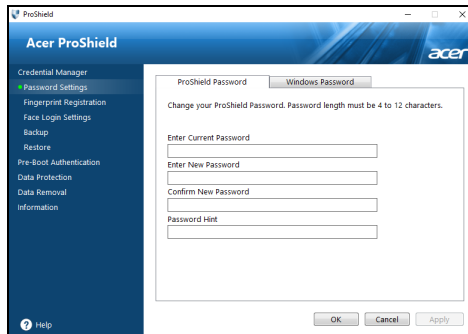 ProShield
Acer ProShield
acer
Credential Manager
Password Settings
Fingerprint Registration
Face Login Settings
Backup
Restore
Pre-Boot Authentication
Data Protection
Data Removal
Information
Help
ProShield Password
Windows Password
Change your ProShield Password. Password length must be 4 to 12 characters.
Enter Current Password
Enter New Password
Confirm New Password
Password Hint
OK
Cancel
Apply